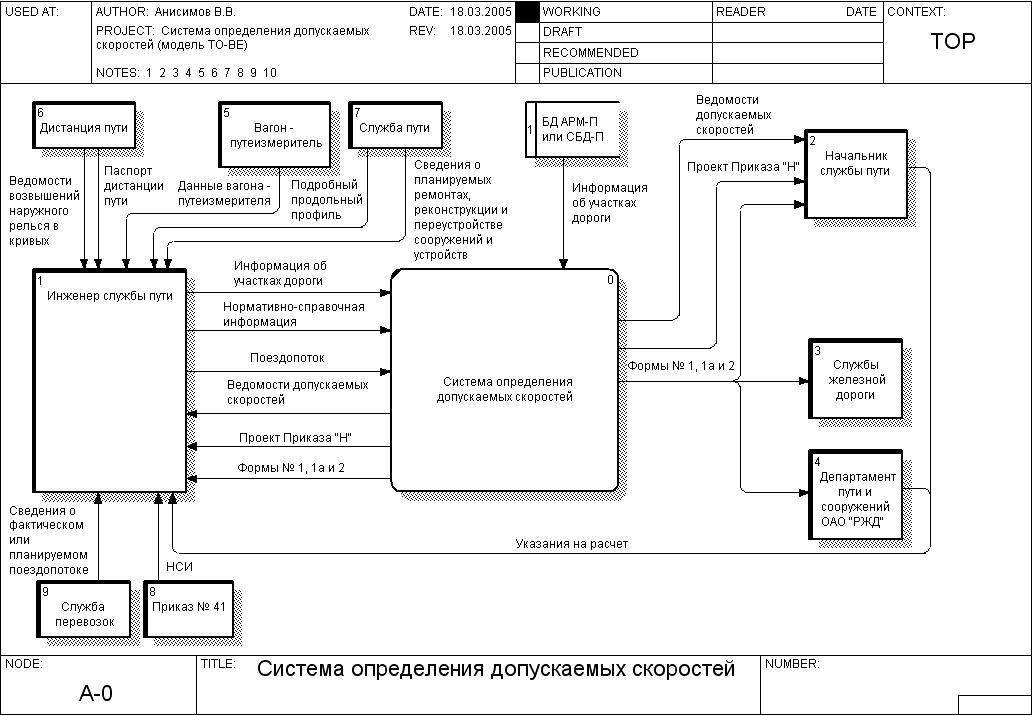 USED AT:
AUTHOR: Анисимов В.В.
DATE: 18.03.2005
PROJECT: Система определения допускаемых
скоростей (модель TO-BE)
REV: 18.03.2005
NOTES: 1 2 3 4 5 6 7 8 9 10
WORKING
DRAFT
RECOMMENDED
PUBLICATION
READER
DATE
CONTEXT:
TOP
6
Дистанция пути
5
Вагон -
путеизмеритель
7
Служба пути
1
БД АРМ-П
или СБД-П
Ведомости
допускаемых
скоростей
2
Начальник
службы пути
Ведомости
возвышений
наружного
рельса в
кривых
Паспорт
дистанции
пути
Данные вагона -
путеизмерителя
Подробный
продольный
профиль
Сведения о
планируемых
ремонтах,
реконструкции и
переустройстве
сооружений и
устройств
Информация
об участках
дороги
Проект Приказа "Н"
1
Инженер службы пути
Информация об
участках дороги
Нормативно-справочная
информация
Поездопоток
Ведомости допускаемых
скоростей
Проект Приказа "Н"
Формы № 1, 1а и 2
0
Система определения
допускаемых скоростей
Формы № 1, 1а и 2
3
Службы
железной
дороги
4
Департамент
пути и
сооружений
ОАО "РЖД"
Сведения о
фактическом
или
планируемом
поездопотоке
НСИ
Указания на расчет
9
Служба
перевозок
8
Приказ № 41
NODE:
A-0
TITLE:
Система определения допускаемых скоростей
NUMBER: